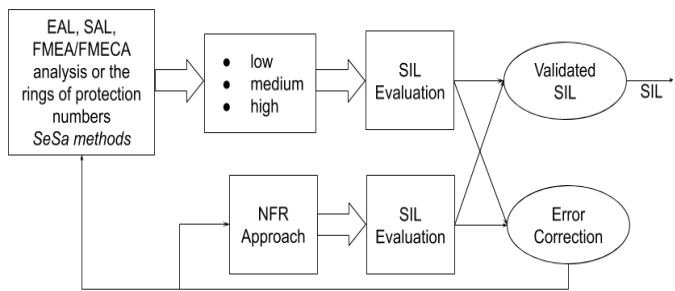 EAL, SAL,
FMEA/FMECA
analysis or the
rings of protection
numbers
SeSa methods
● low
● medium
● high
SIL
Evaluation
Validated
SIL
SIL
NFR
Approach
SIL
Evaluation
Error
Correction